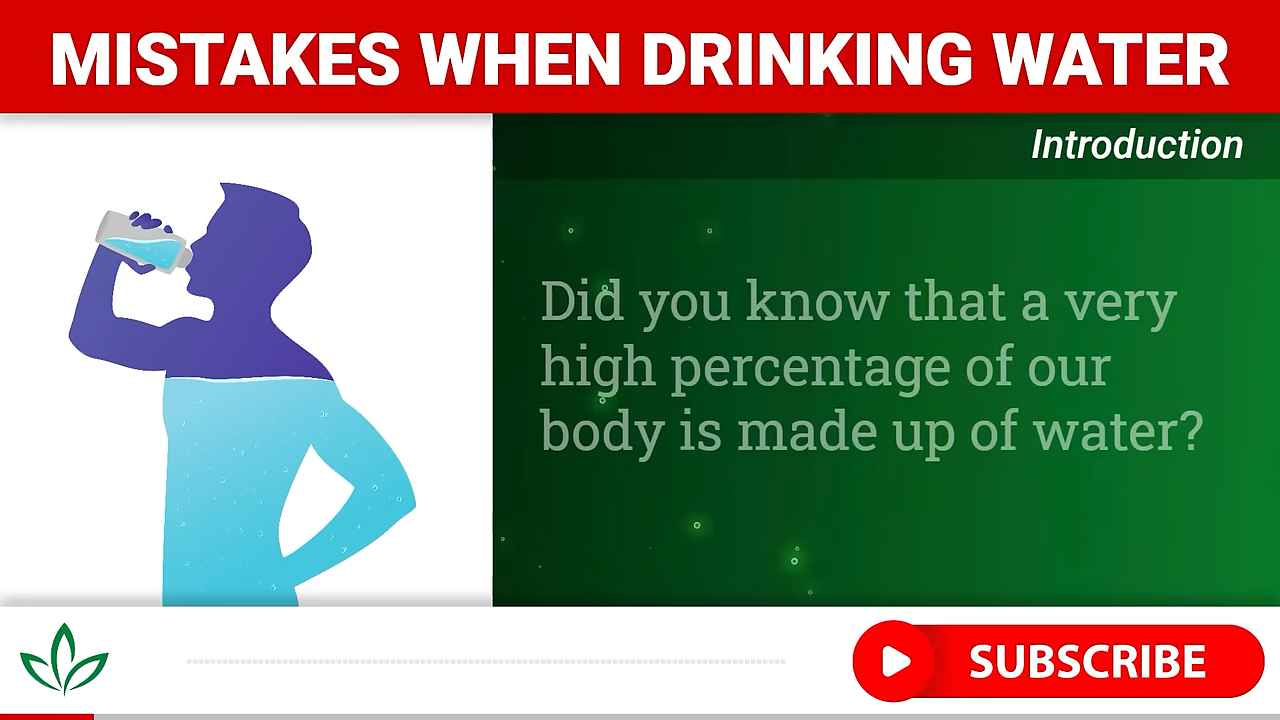 MISTAKES WHEN DRINKING WATER
Introduction
Did you know that a very
high percentage of our
body is made up of water?
SUBSCRIBE